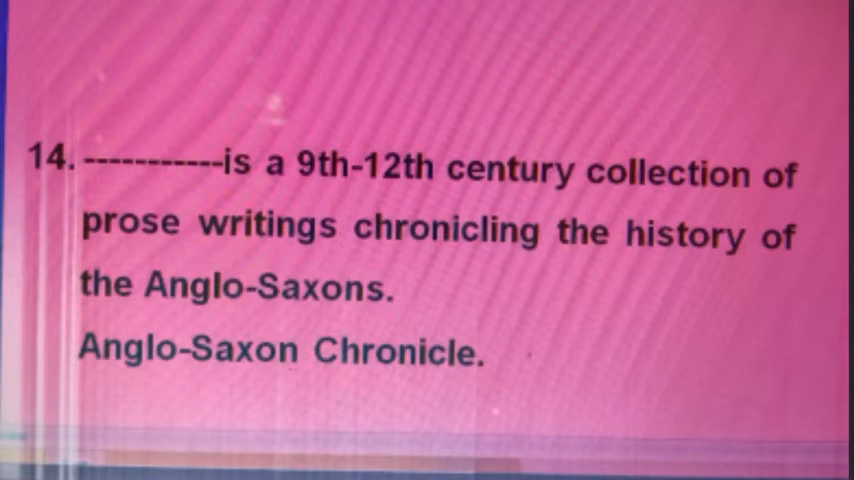 14. -----------is a 9th-12th century collection of
prose writings chronicling the history of
the Anglo-Saxons.
Anglo-Saxon Chronicle.